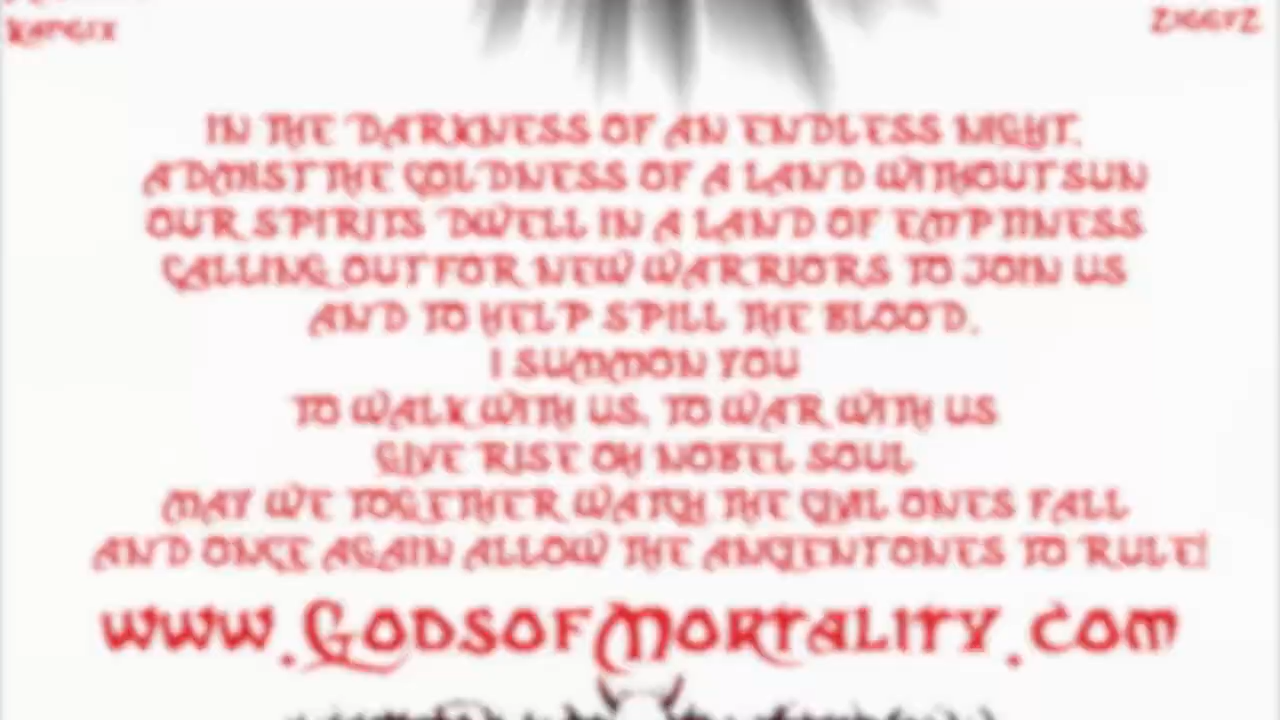 ZIGGYZ
IN THE DARKNESS OF AN ENDLESS NIGHT,
ADMIST THE COLDNESS OF A LAND WITHOUT SUN
OUR SPIRITS DWELL IN A LAND OF EMPTINESS
CALLING OUT FOR NEW WARRIORS TO JOIN US
AND TO HELP SPILL THE BLOOD.
I SUMMON YOU
TO WALK WITH US, TO WAR WITH US
GIVE RISE OH NOBEL SOUL
MAY WE TOGETHER WATCH THE CIVIL ONES FALL
AND ONCE AGAIN ALLOW THE ANCIENT ONES TO RULE!
WWW.GODSOFMORTALITY.COM